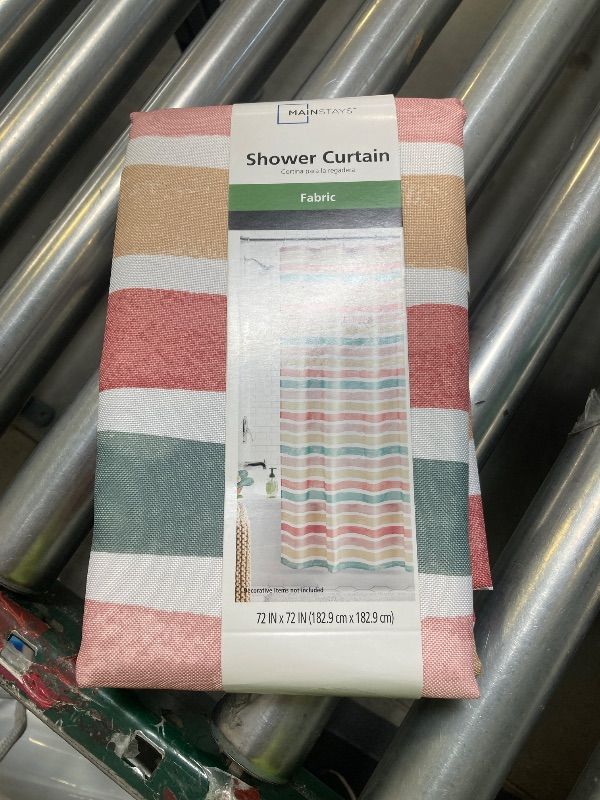 MAINSTAYS™
Shower Curtain
Cortina para la regadera
Fabric
Decorative items not included
72 IN x 72 IN (182.9 cm x 182.9 cm)